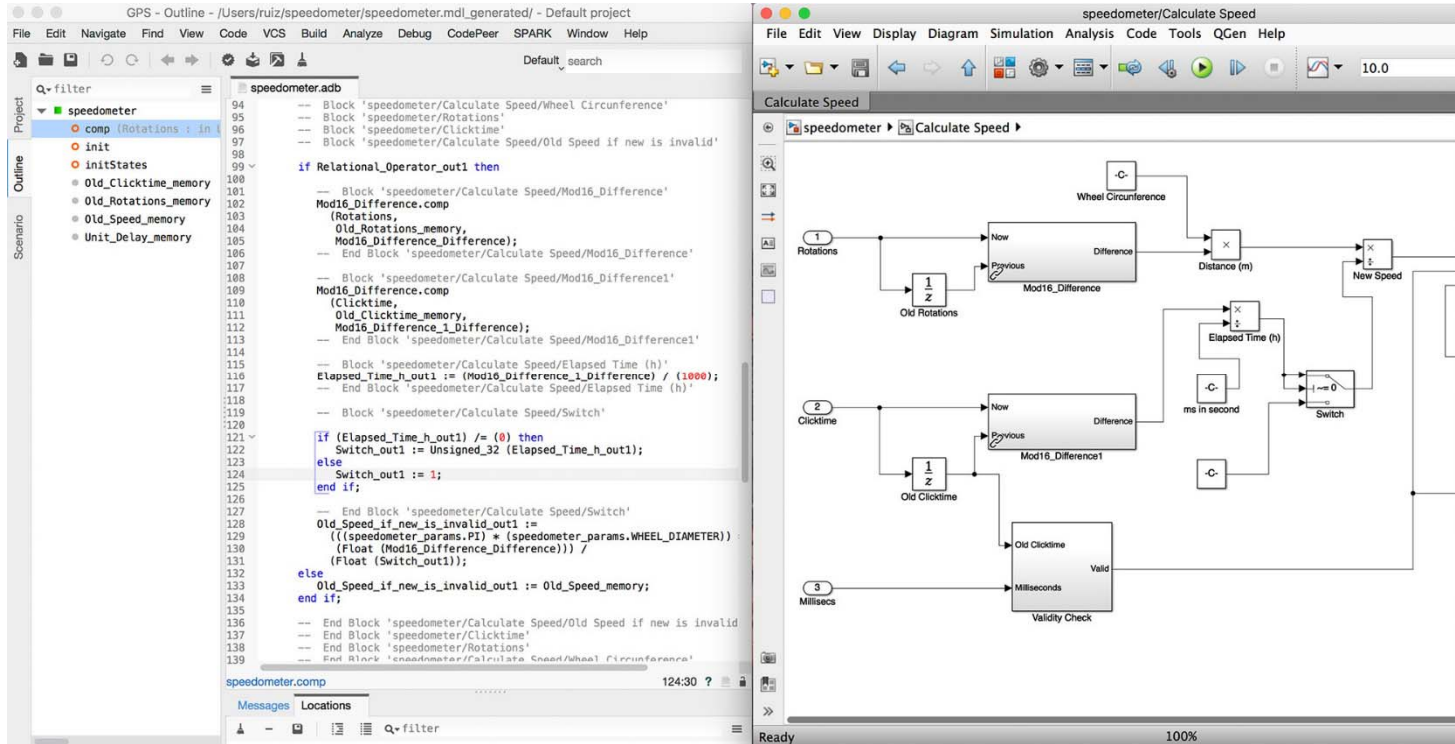 GPS - Outline - /Users/ruiz/speedometer/speedometer.mdl_generated/ - Default project
File Edit Navigate Find View Code VCS Build Analyze Debug CodePeer SPARK Window Help
Default search
Project
Outline
Scenario
filter
speedometer
comp (Rotations : in
init
initStates
Old_Clicktime_memory
Old_Rotations_memory
Old_Speed_memory
Unit_Delay_memory
speedometer.adb
94 -- Block 'speedometer/Calculate Speed/Wheel Circunference'
95 -- Block 'speedometer/Rotations'
96 -- Block 'speedometer/Clicktime'
97 -- Block 'speedometer/Calculate Speed/Old Speed if new is invalid'
98
99 if Relational_Operator_out1 then
100
101 -- Block 'speedometer/Calculate Speed/Mod16_Difference'
102 Mod16_Difference.comp
103 (Rotations,
104 Old_Rotations_memory,
105 Mod16_Difference_Difference);
106 -- End Block 'speedometer/Calculate Speed/Mod16_Difference'
107
108 -- Block 'speedometer/Calculate Speed/Mod16_Difference1'
109 Mod16_Difference.comp
110 (Clicktime,
111 Old_Clicktime_memory,
112 Mod16_Difference_1_Difference);
113 -- End Block 'speedometer/Calculate Speed/Mod16_Difference1'
114
115 -- Block 'speedometer/Calculate Speed/Elapsed Time (h)'
116 Elapsed_Time_h_out1 := (Mod16_Difference_1_Difference) / (1000);
117 -- End Block 'speedometer/Calculate Speed/Elapsed Time (h)'
118
119 -- Block 'speedometer/Calculate Speed/Switch'
120
121 if (Elapsed_Time_h_out1) /= (0) then
122 Switch_out1 := Unsigned_32 (Elapsed_Time_h_out1);
123 else
124 Switch_out1 := 1;
125 end if;
126
127 -- End Block 'speedometer/Calculate Speed/Switch'
128 Old_Speed_if_new_is_invalid_out1 :=
129 (((speedometer_params.PI) * (speedometer_params.WHEEL_DIAMETER))
130 (Float (Mod16_Difference_Difference))) /
131 (Float (Switch_out1));
132 else
133 Old_Speed_if_new_is_invalid_out1 := Old_Speed_memory;
134 end if;
135
136 -- End Block 'speedometer/Calculate Speed/Old Speed if new is invalid
137 -- End Block 'speedometer/Clicktime'
138 -- End Block 'speedometer/Rotations'
139 -- End Block 'speedometer/Calculate Speed/Wheel Circunference'
speedometer.comp 124:30 ?
Messages Locations
filter
speedometer/Calculate Speed
File Edit View Display Diagram Simulation Analysis Code Tools QGen Help
10.0
Calculate Speed
speedometer Calculate Speed
-C-
Wheel Circunference
1
Rotations
Now
Previous
Difference
Mod16_Difference
1
z
Old Rotations
×
Distance (m)
×
÷
New Speed
×
÷
Elapsed Time (h)
-C-
ms in second
~= 0
Switch
2
Clicktime
Now
Previous
Difference
Mod16_Difference1
1
z
Old Clicktime
-C-
Old Clicktime
Milliseconds
Valid
Validity Check
3
Millisecs
Ready 100%